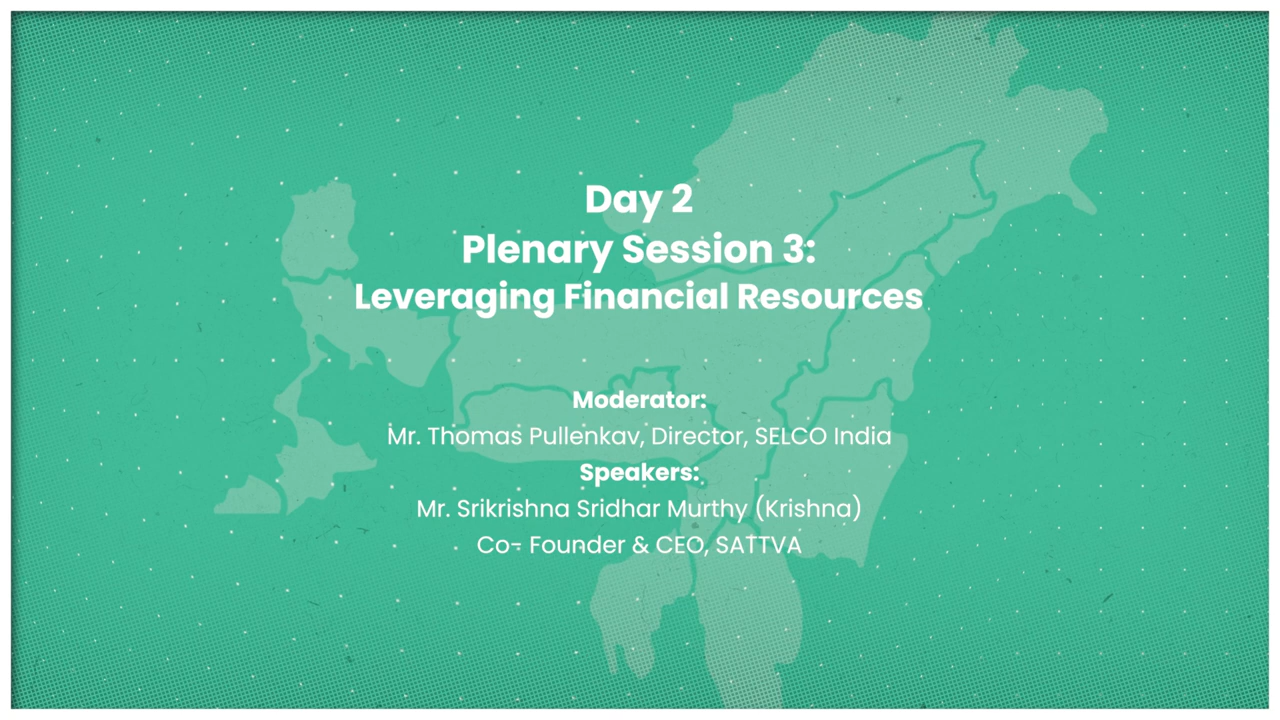 Day 2
Plenary Session 3:
Leveraging Financial Resources
Moderator:
Mr. Thomas Pullenkav, Director, SELCO India
Speakers:
Mr. Srikrishna Sridhar Murthy (Krishna)
Co- Founder & CEO, SATTVA